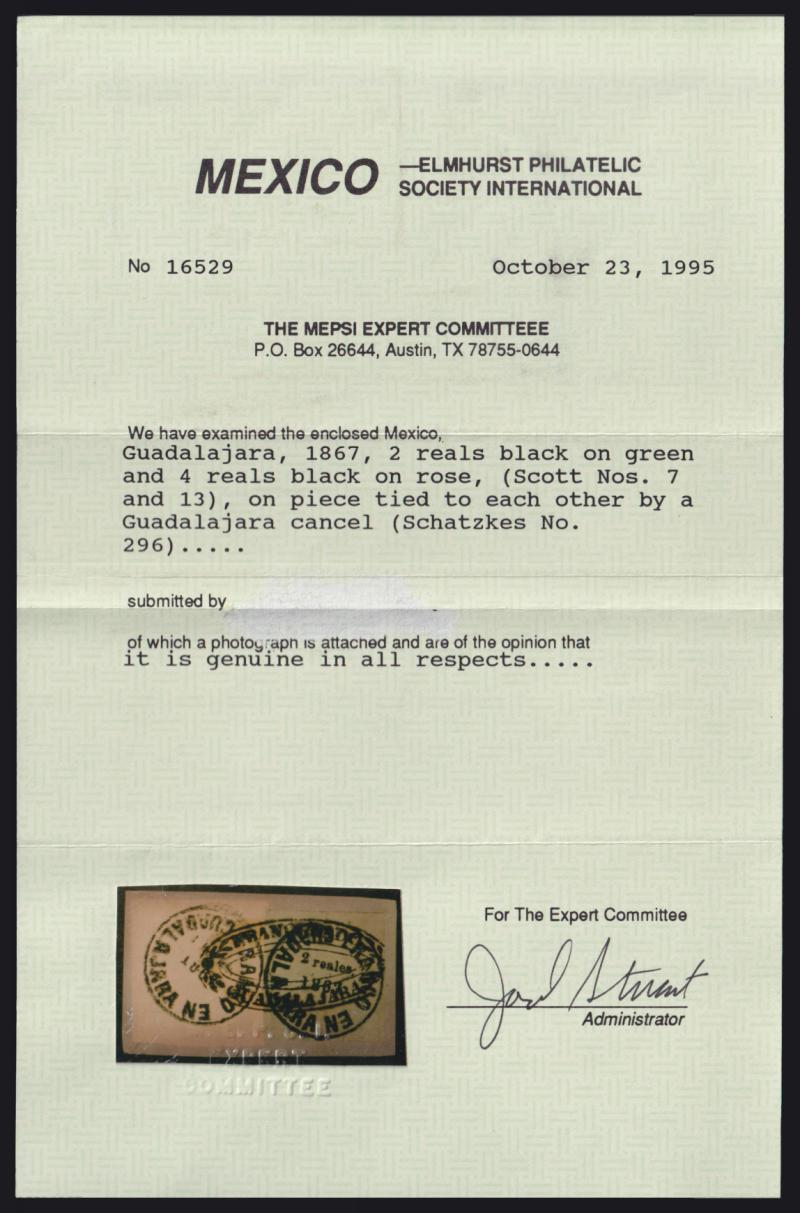 MEXICO —ELMHURST PHILATELIC
SOCIETY INTERNATIONAL
No 16529 October 23, 1995
THE MEPSI EXPERT COMMITTEEE
P.O. Box 26644, Austin, TX 78755-0644
We have examined the enclosed Mexico,
Guadalajara, 1867, 2 reals black on green
and 4 reals black on rose, (Scott Nos. 7
and 13), on piece tied to each other by a
Guadalajara cancel (Schatzkes No.
296).....
submitted by
of which a photograph is attached and are of the opinion that
it is genuine in all respects.....
For The Expert Committee
Administrator
2 reales
1867
GUADALAJARA
EXPERT
COMMITTEE